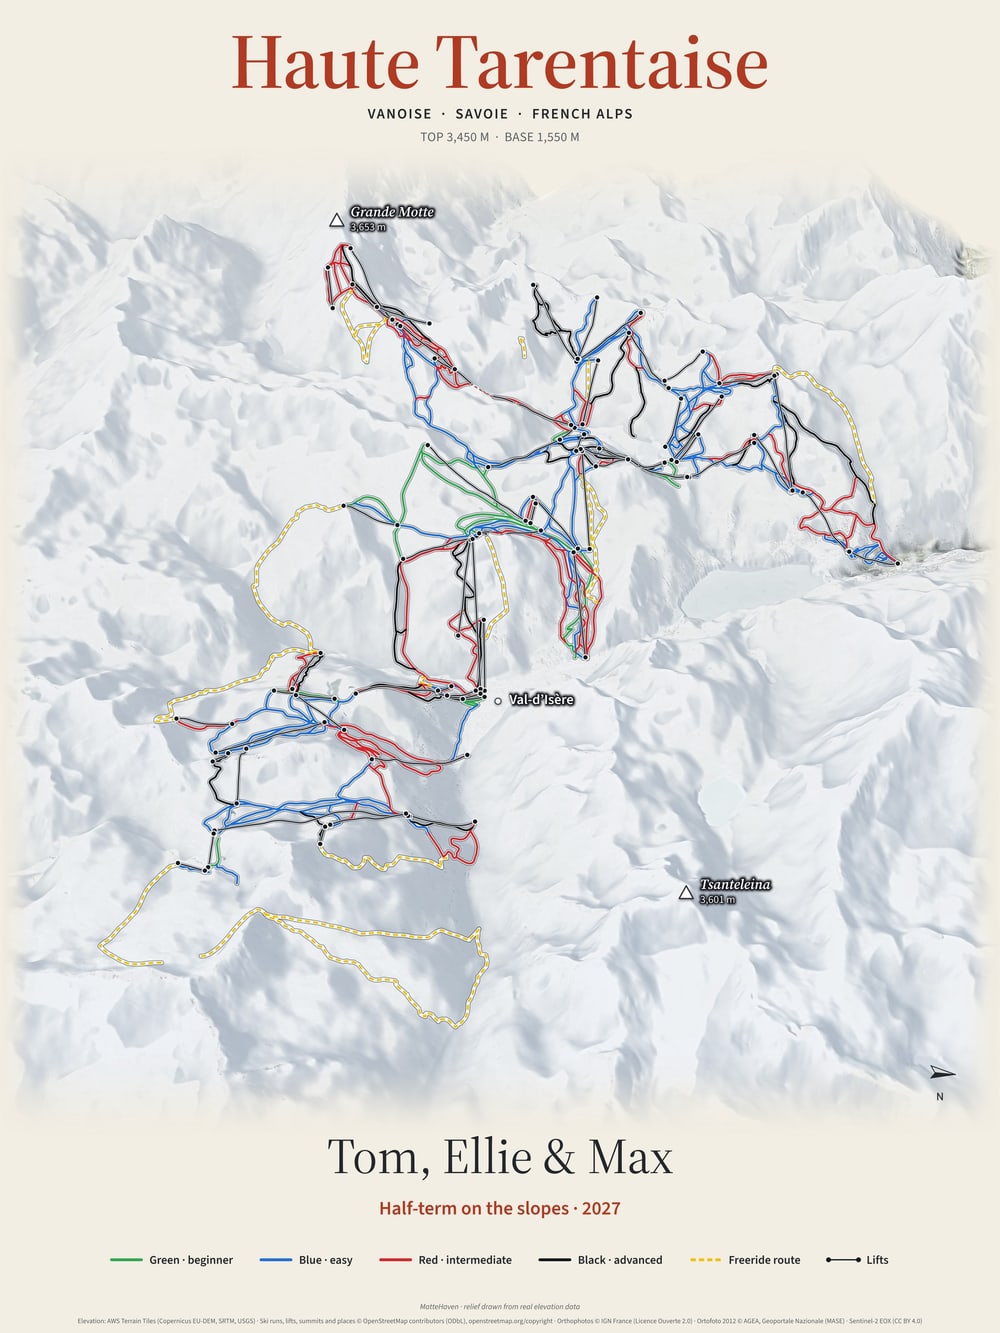 Haute Tarentaise
VANOISE · SAVOIE · FRENCH ALPS
TOP 3,450 M · BASE 1,550 M
Grande Motte
3,653 m
Val-d'Isère
Tsanteleina
3,601 m
N
Tom, Ellie & Max
Half-term on the slopes · 2027
Green · beginner
Blue · easy
Red · intermediate
Black · advanced
Freeride route
Lifts
MatteHaven · relief drawn from real elevation data
Elevation: AWS Terrain Tiles (Copernicus EU-DEM, SRTM, USGS) · Ski runs, lifts, summits and places © OpenStreetMap contributors (ODbL), openstreetmap.org/copyright · Orthophotos © IGN France (Licence Ouverte 2.0) · Ortofoto 2012 © AGEA, Geoportale Nazionale (MASE) · Sentinel-2 EOX (CC BY 4.0)